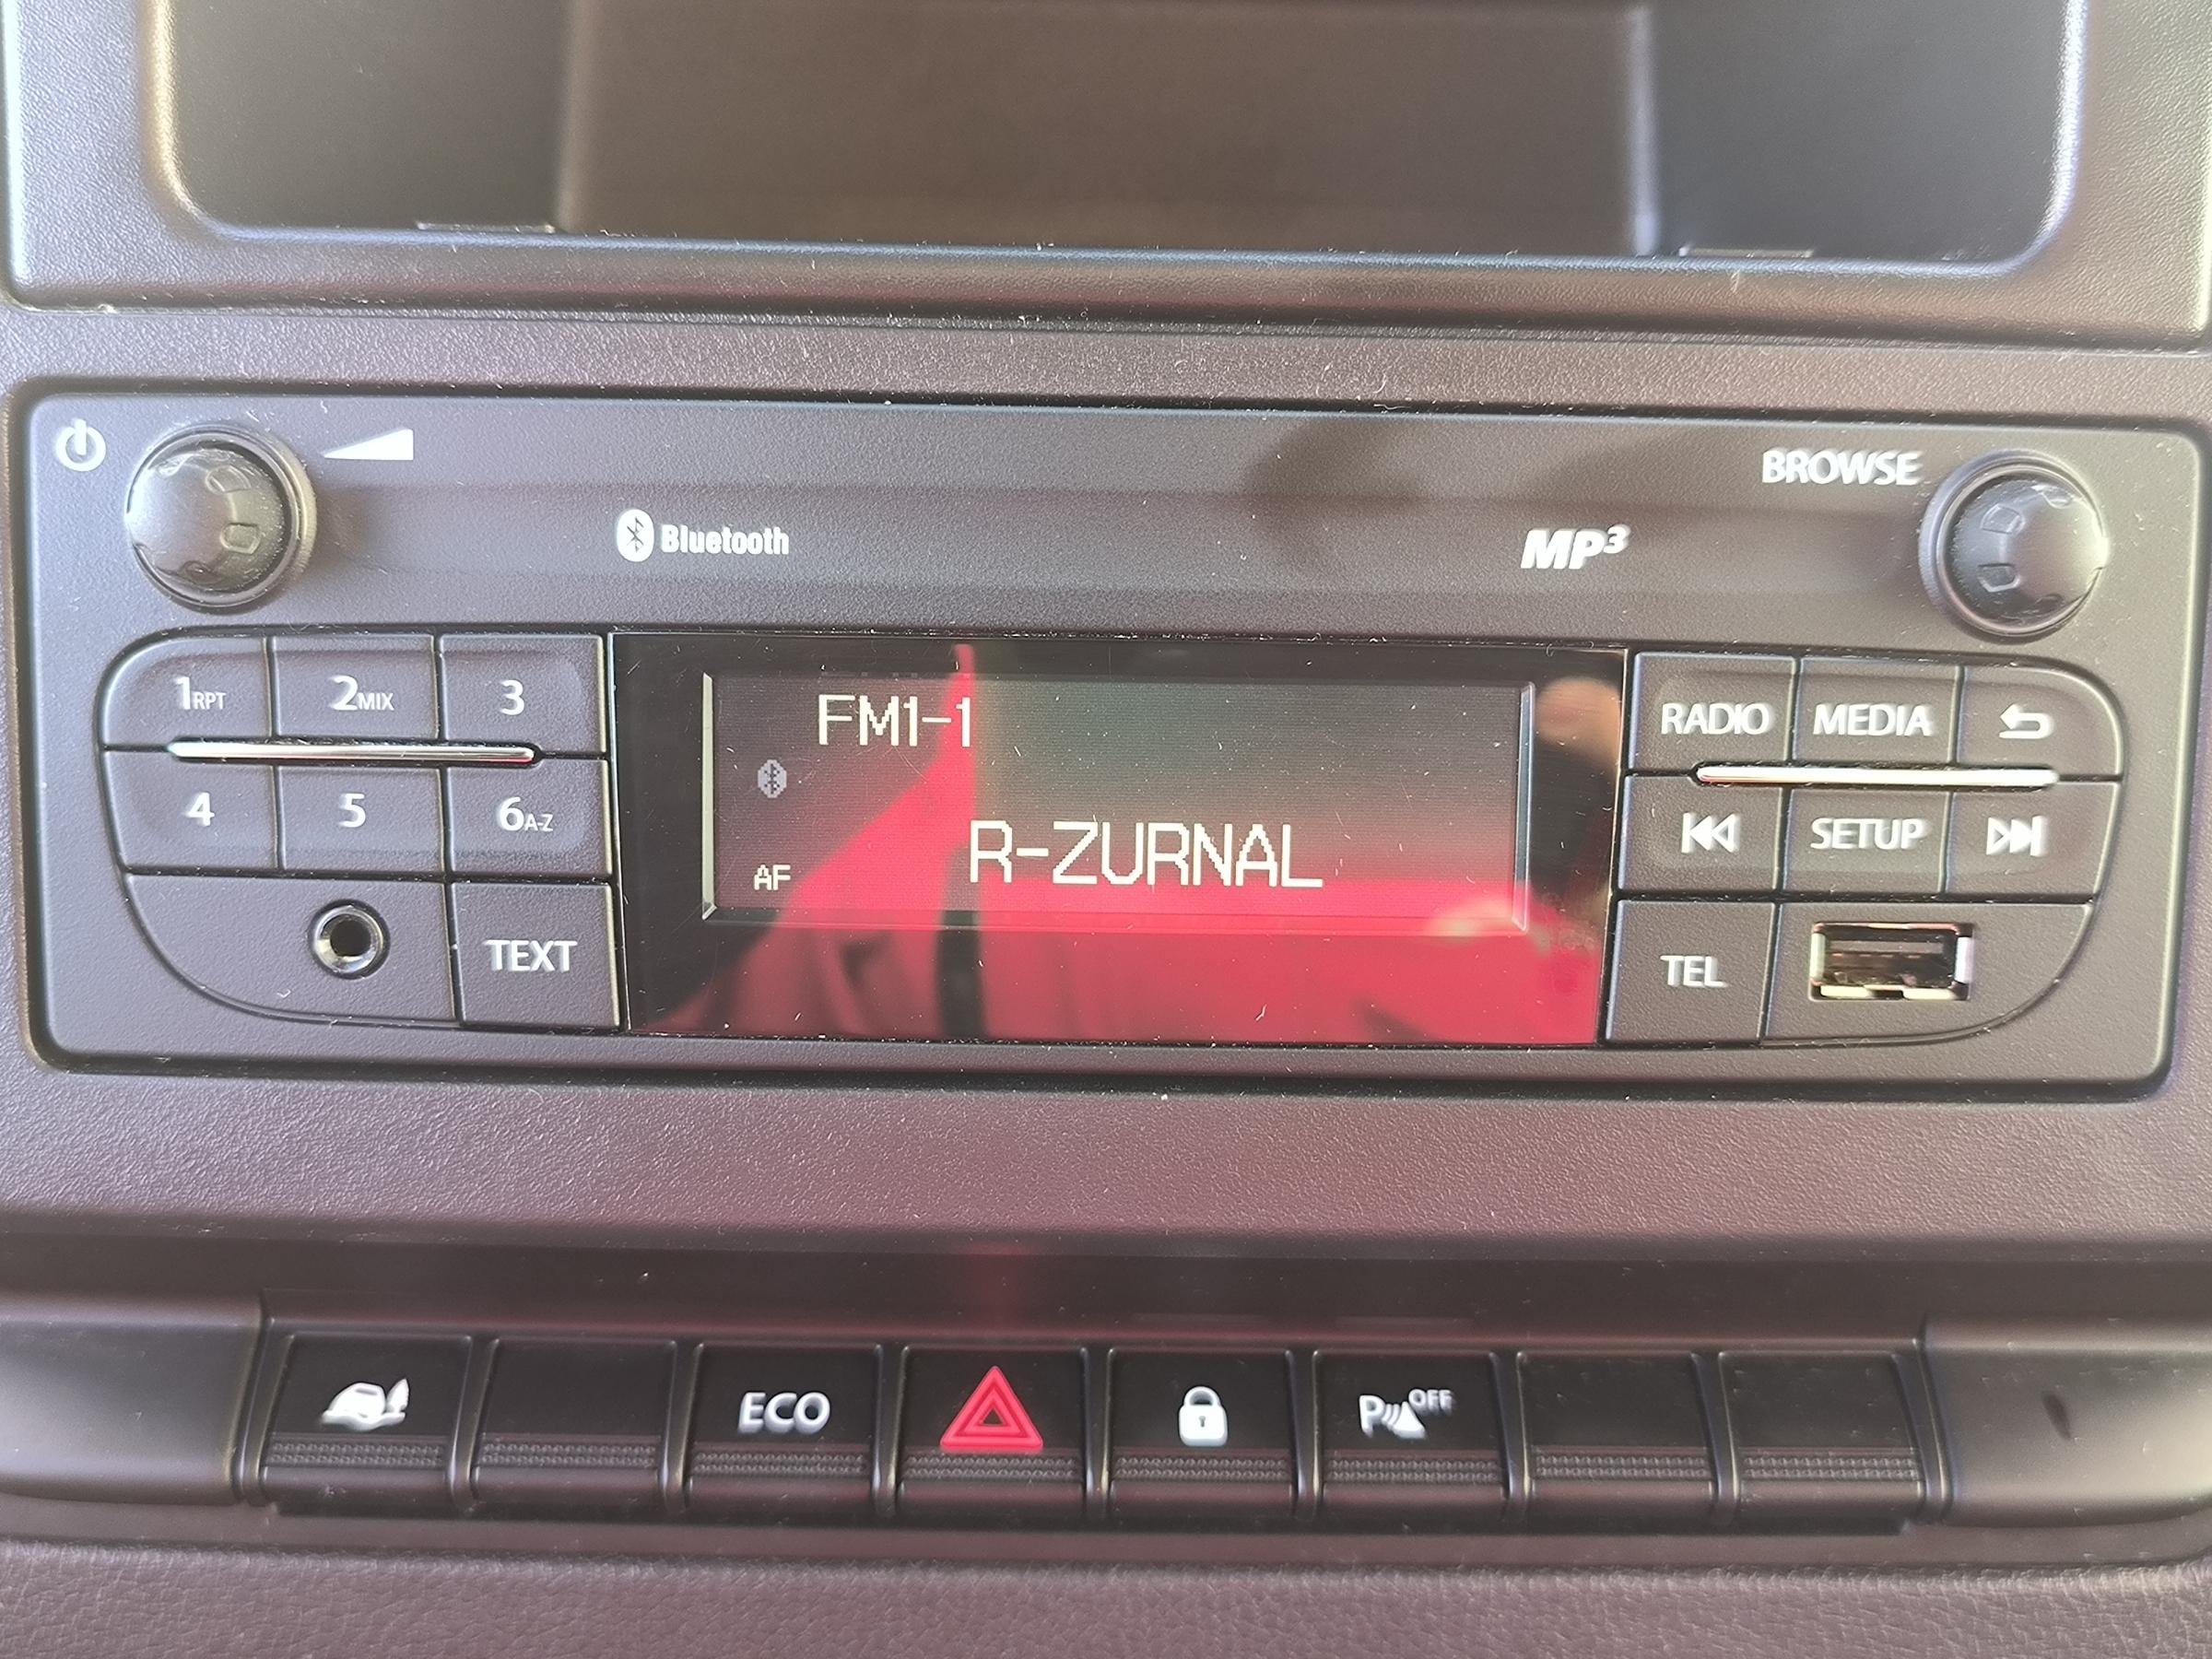 BROWSE
Bluetooth
MP3
1RPT
2MIX
3
4
5
6A-Z
TEXT
FM1-1
R-ZURNAL
AF
RADIO
MEDIA
SETUP
TEL
ECO
P OFF